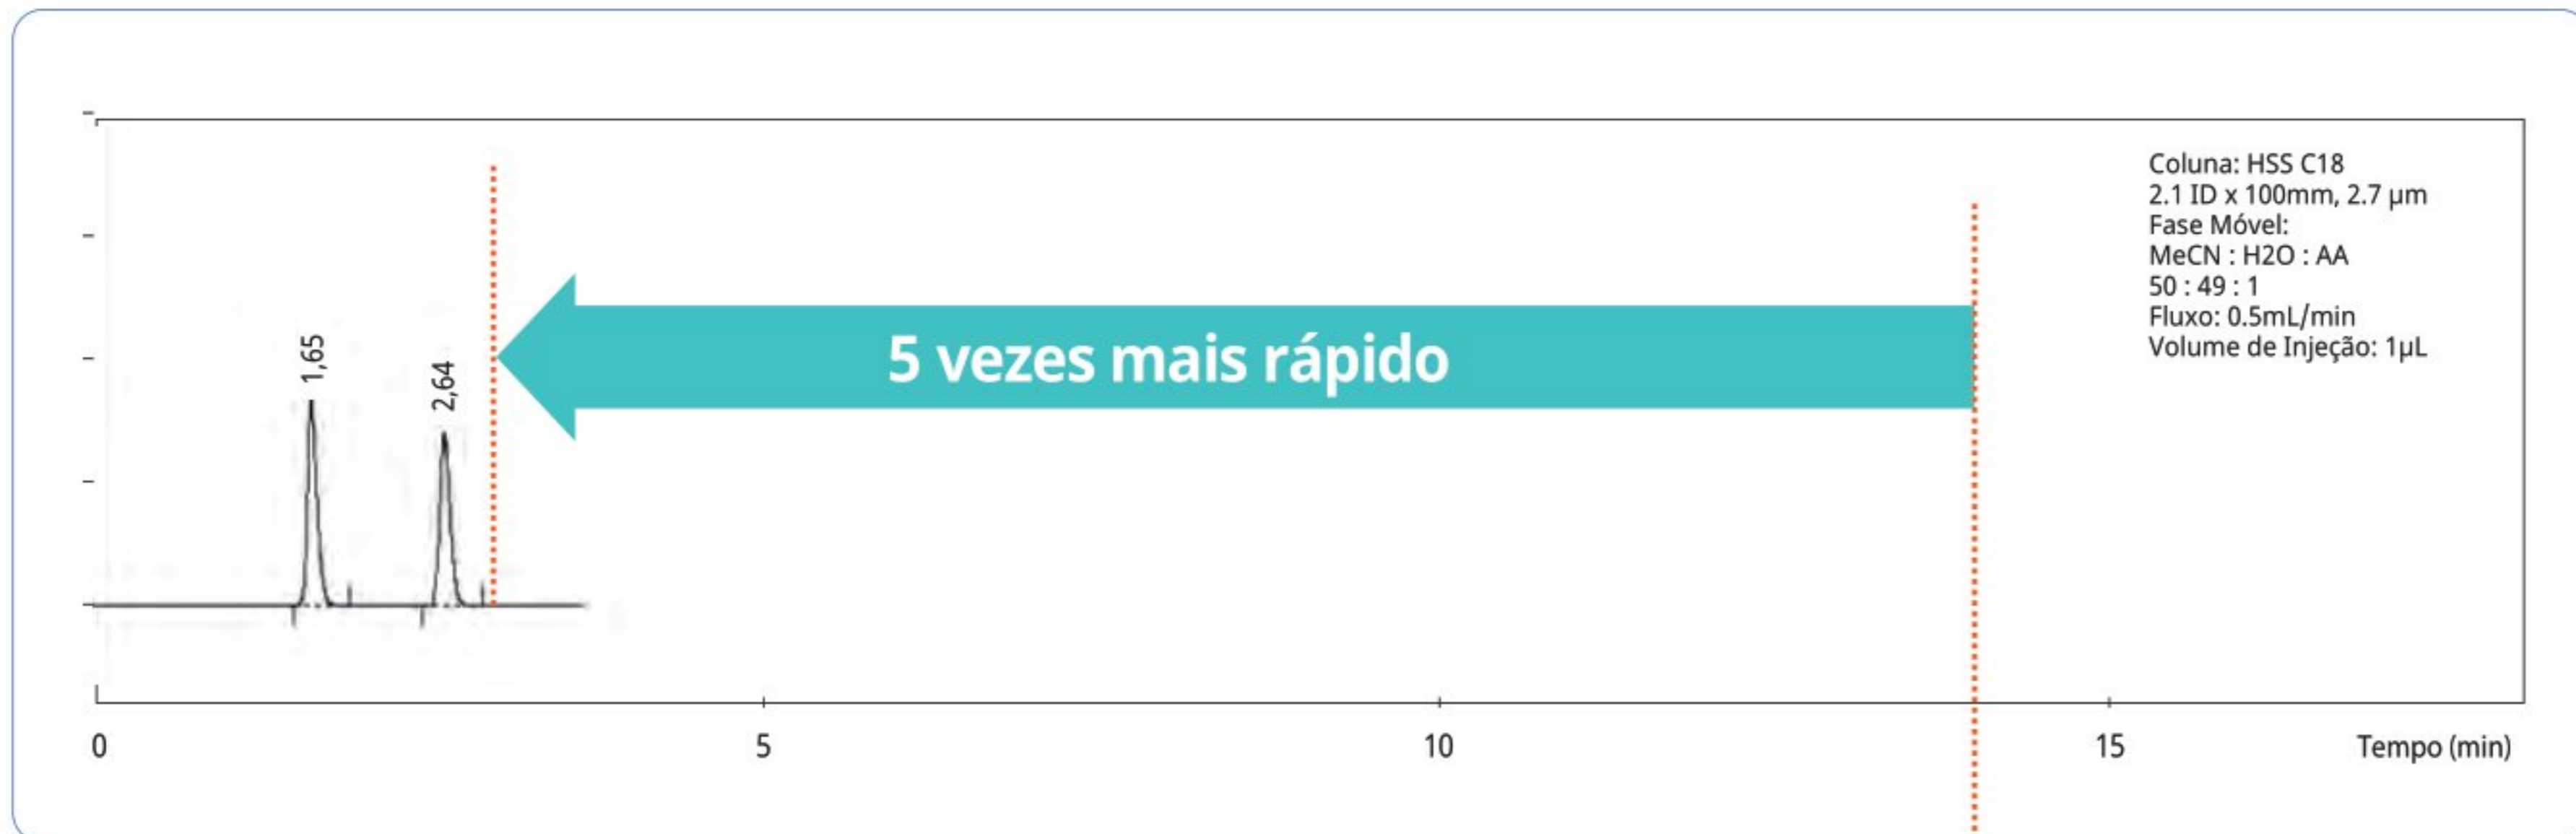 Coluna: HSS C18
2.1 ID x 100mm, 2.7 µm
Fase Móvel:
MeCN : H2O : AA
50 : 49 : 1
Fluxo: 0.5mL/min
Volume de Injeção: 1µL
5 vezes mais rápido
1,65
2,64
0 5 10 15 Tempo (min)